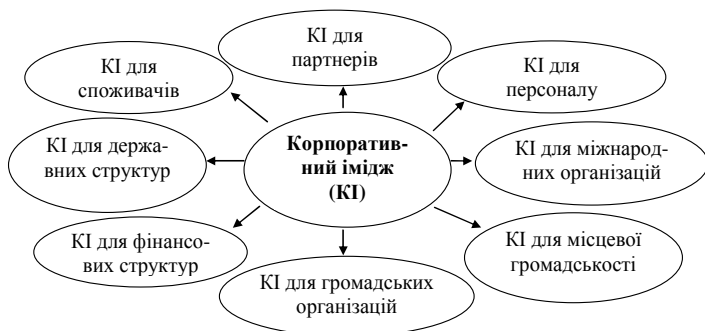 КІ для
партнерів
КІ для
споживачів
КІ для
персоналу
КІ для держа-
вних структур
Корпоратив-
ний імідж
(КІ)
КІ для міжнарод-
них організацій
КІ для фінансо-
вих структур
КІ для місцевої
громадськості
КІ для громадських
організацій